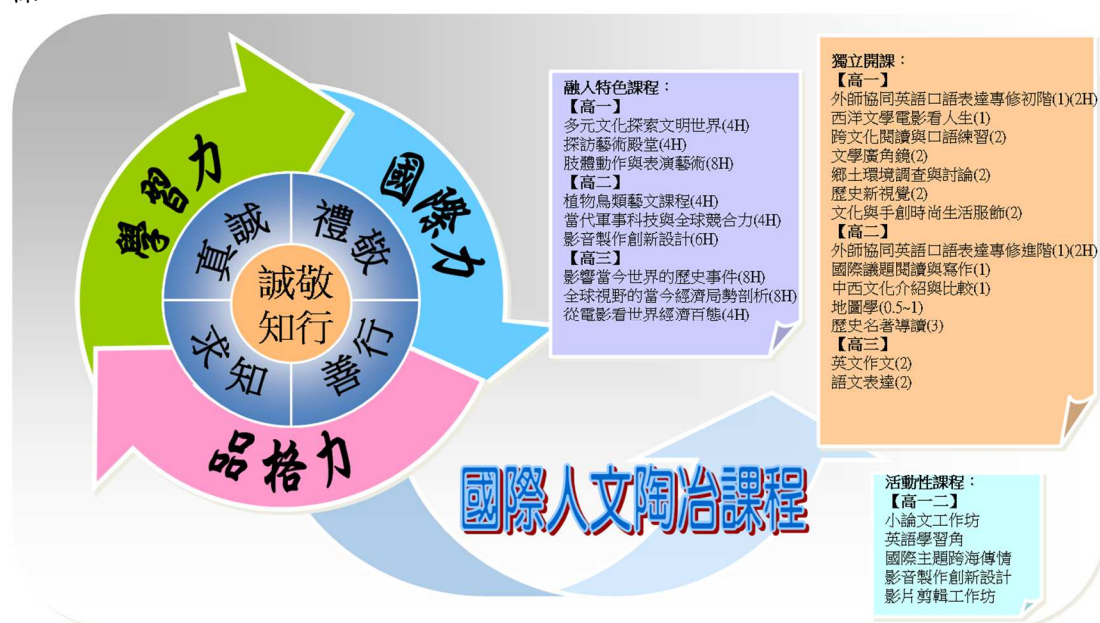 學習力
國際力
品格力
真誠
禮敬
求知
善行
誠敬
知行
國際人文陶冶課程
融入特色課程：
【高一】
多元文化探索文明世界(4H)
探訪藝術殿堂(4H)
肢體動作與表演藝術(8H)
【高二】
植物鳥類藝文課程(4H)
當代軍事科技與全球競合力(4H)
影音製作創新設計(6H)
【高三】
影響當今世界的歷史事件(8H)
全球視野的當今經濟局勢剖析(8H)
從電影看世界經濟百態(4H)
獨立開課：
【高一】
外師協同英語口語表達專修初階(1)(2H)
西洋文學電影看人生(1)
跨文化閱讀與口語練習(2)
文學廣角鏡(2)
鄉土環境調查與討論(2)
歷史新視覺(2)
文化與手創時尚生活服飾(2)
【高二】
外師協同英語口語表達專修進階(1)(2H)
國際議題閱讀與寫作(1)
中西文化介紹與比較(1)
地圖學(0.5~1)
歷史名著導讀(3)
【高三】
英文作文(2)
語文表達(2)
活動性課程：
【高一二】
小論文工作坊
英語學習角
國際主題跨海傳情
影音製作創新設計
影片剪輯工作坊